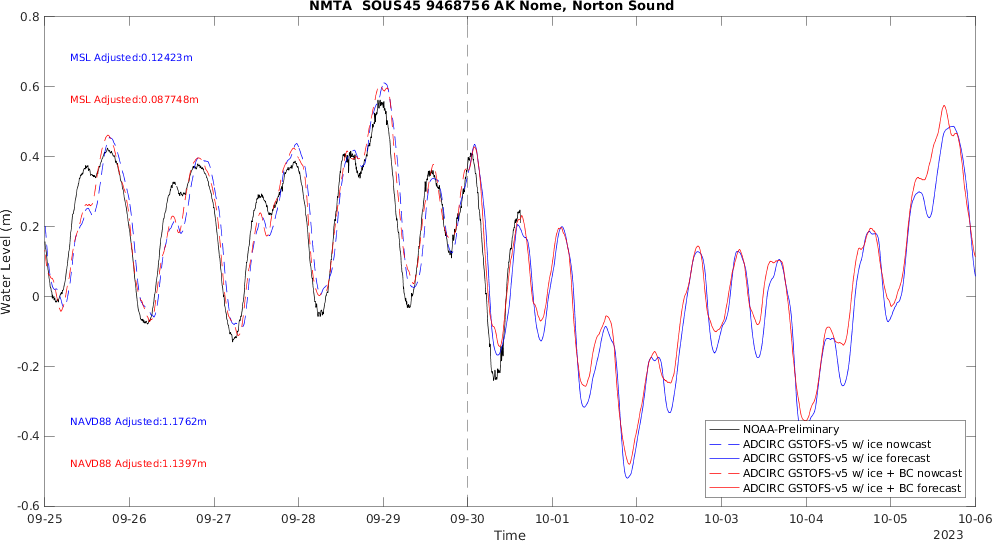 NMTA SOUS45 9468756 AK Nome, Norton Sound
0.8
0.6
0.4
0.2
0
-0.2
-0.4
-0.6
Water Level (m)
MSL Adjusted:0.12423m
MSL Adjusted:0.087748m
NAVD88 Adjusted:1.1762m
NAVD88 Adjusted:1.1397m
NOAA-Preliminary
ADCIRC GSTOFS-v5 w/ ice nowcast
ADCIRC GSTOFS-v5 w/ ice forecast
ADCIRC GSTOFS-v5 w/ ice + BC nowcast
ADCIRC GSTOFS-v5 w/ ice + BC forecast
09-25 09-26 09-27 09-28 09-29 09-30 10-01 10-02 10-03 10-04 10-05 10-06
Time
2023